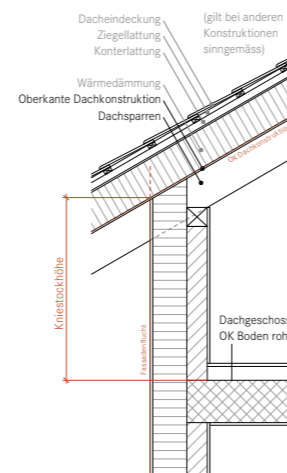 Dacheindeckung
Ziegellattung
Konterlattung
(gilt bei anderen
Konstruktionen
sinngemäss)
Wärmedämmung
Oberkante Dachkonstruktion
Dachsparren
OK Dachkonstruktion
Kniestockhöhe
Fassadenflucht
Dachgeschoss
OK Boden roh